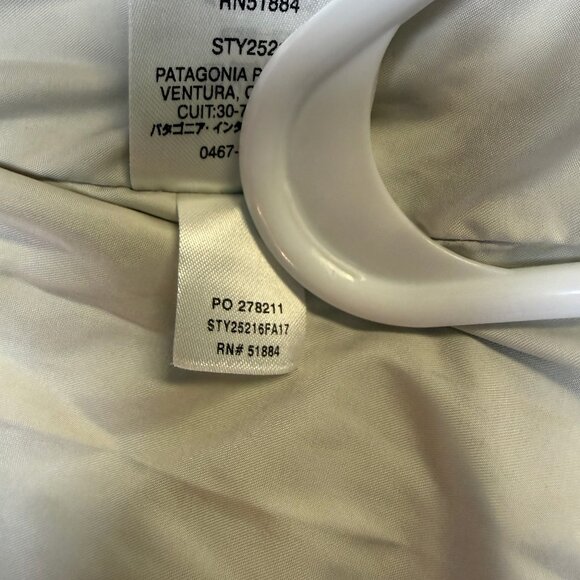 RN51884
STY252
PATAGONIA
VENTURA,
CUIT:30-7
パタゴニア・インタ
0467-
PO 278211
STY25216FA17
RN# 51884